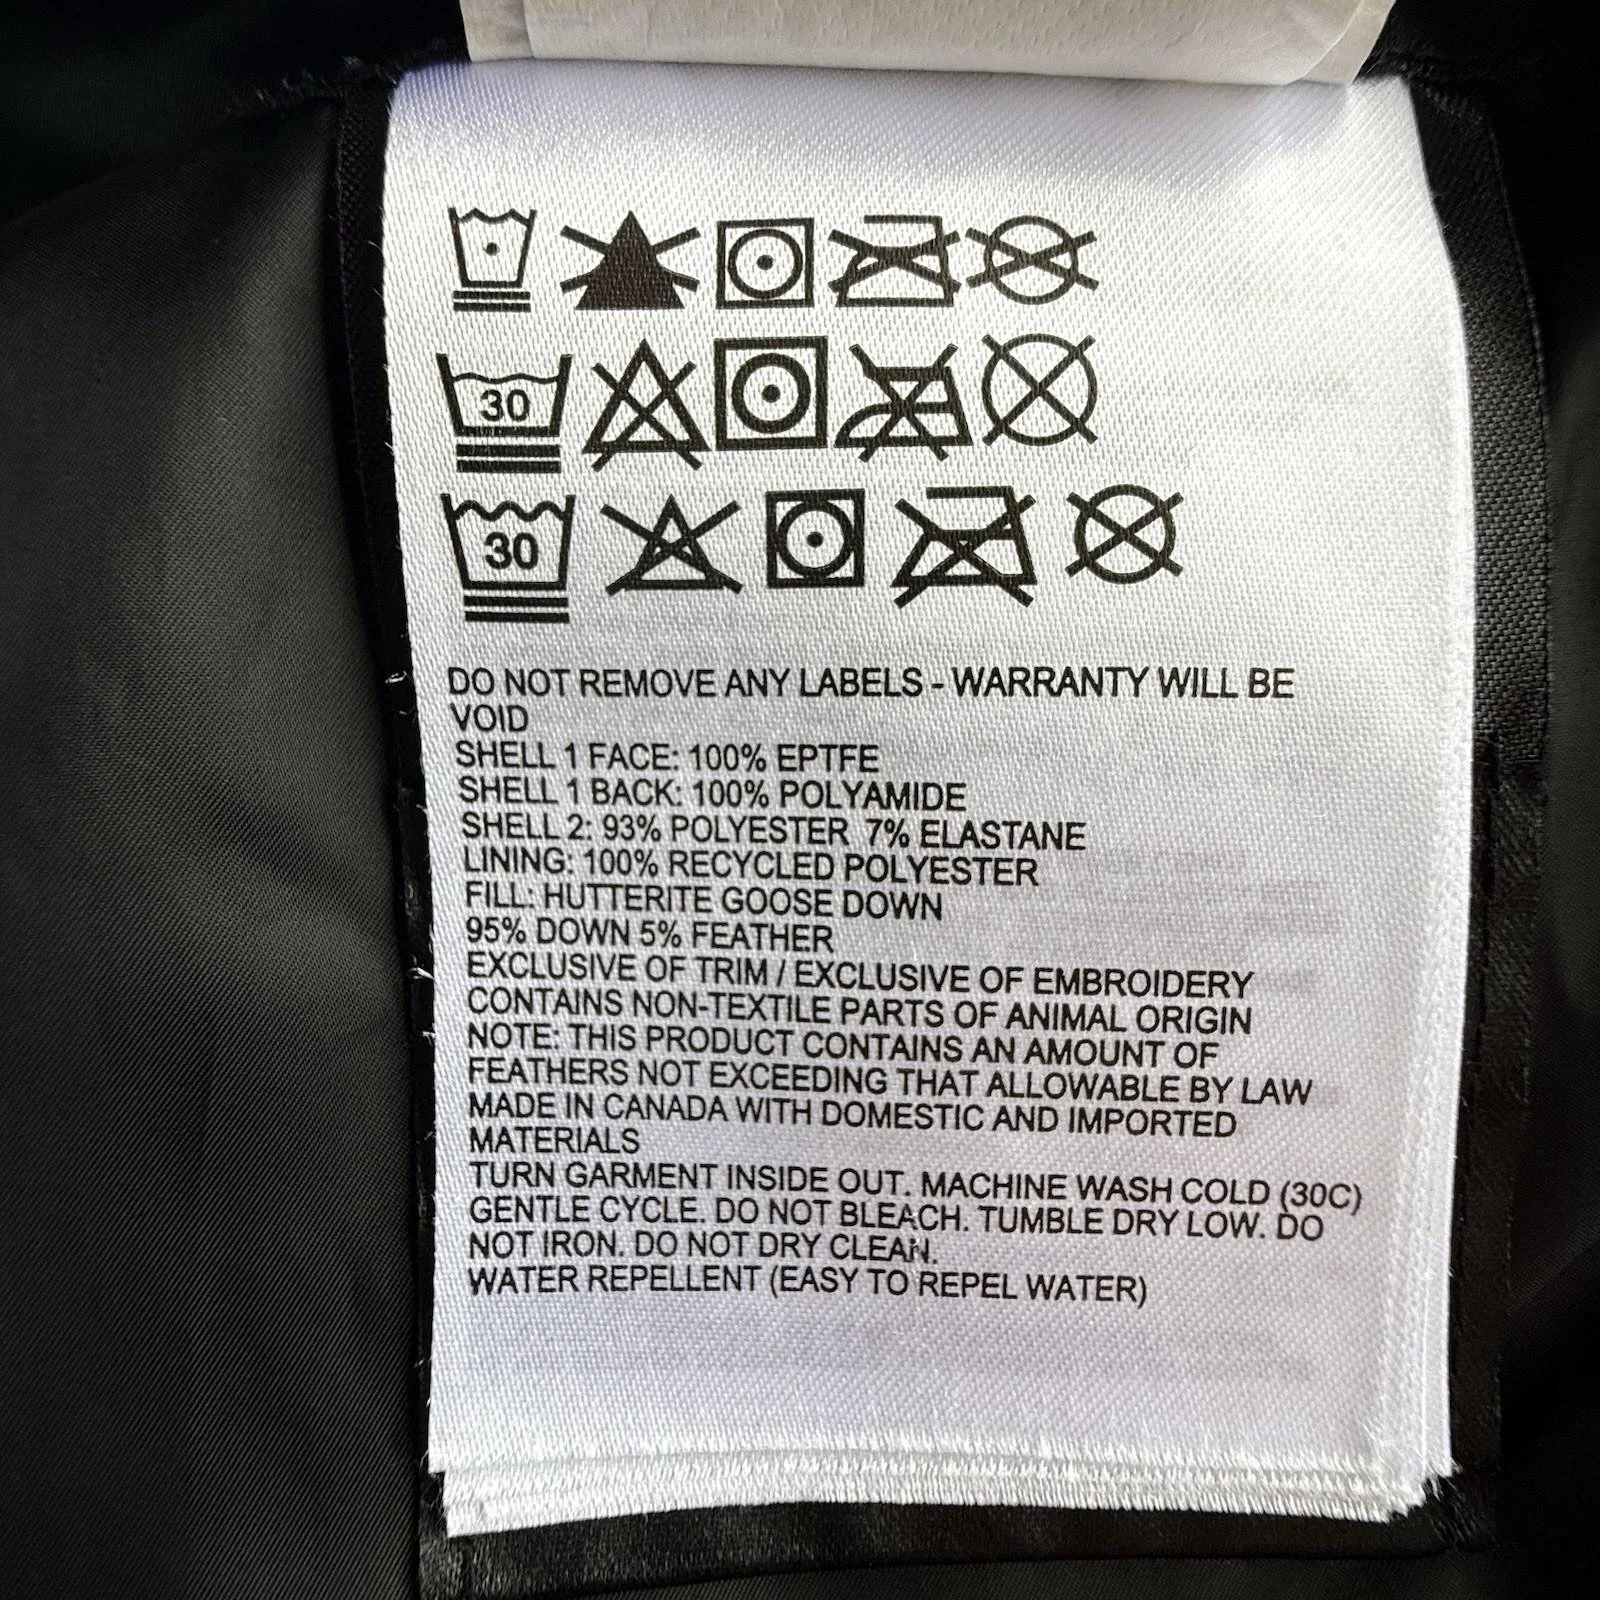 30
30
DO NOT REMOVE ANY LABELS - WARRANTY WILL BE
VOID
SHELL 1 FACE: 100% EPTFE
SHELL 1 BACK: 100% POLYAMIDE
SHELL 2: 93% POLYESTER 7% ELASTANE
LINING: 100% RECYCLED POLYESTER
FILL: HUTTERITE GOOSE DOWN
95% DOWN 5% FEATHER
EXCLUSIVE OF TRIM / EXCLUSIVE OF EMBROIDERY
CONTAINS NON-TEXTILE PARTS OF ANIMAL ORIGIN
NOTE: THIS PRODUCT CONTAINS AN AMOUNT OF
FEATHERS NOT EXCEEDING THAT ALLOWABLE BY LAW
MADE IN CANADA WITH DOMESTIC AND IMPORTED
MATERIALS
TURN GARMENT INSIDE OUT. MACHINE WASH COLD (30C)
GENTLE CYCLE. DO NOT BLEACH. TUMBLE DRY LOW. DO
NOT IRON. DO NOT DRY CLEAN.
WATER REPELLENT (EASY TO REPEL WATER)